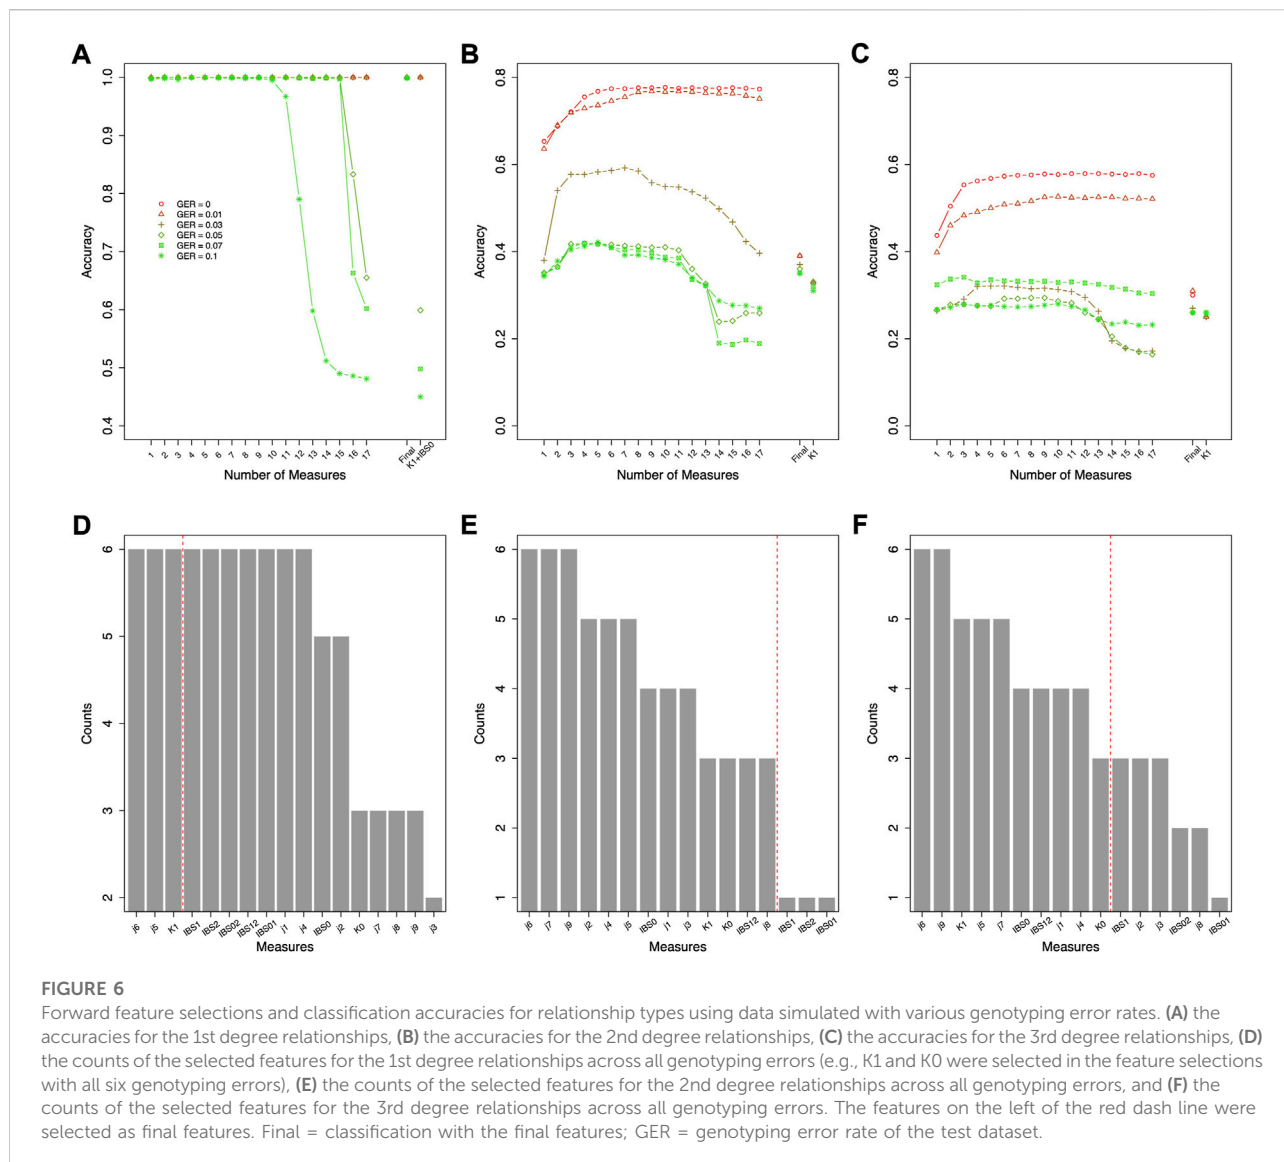 A
Accuracy
0.4 0.5 0.6 0.7 0.8 0.9 1.0
GER = 0
GER = 0.01
GER = 0.03
GER = 0.05
GER = 0.07
GER = 0.1
1 2 3 4 5 6 7 8 9 10 11 12 13 14 15 16 17 Final K1+IBS0
Number of Measures
B
Accuracy
0.0 0.2 0.4 0.6 0.8
1 2 3 4 5 6 7 8 9 10 11 12 13 14 15 16 17 Final K1
Number of Measures
C
Accuracy
0.0 0.2 0.4 0.6 0.8
1 2 3 4 5 6 7 8 9 10 11 12 13 14 15 16 17 Final K1
Number of Measures
D
Counts
2 3 4 5 6
j6 j5 K1 IBS1 IBS2 IBS02 IBS12 IBS01 j1 j4 IBS0 j2 K0 j7 j8 j9 j3
Measures
E
Counts
1 2 3 4 5 6
j6 j7 j9 j2 j4 j5 IBS0 j1 j3 K1 K0 IBS12 j8 IBS1 IBS2 IBS01
Measures
F
Counts
1 2 3 4 5 6
j6 j9 K1 j5 j7 IBS0 IBS12 j1 j4 K0 IBS1 j2 j3 IBS02 j8 IBS01
Measures
FIGURE 6
Forward feature selections and classification accuracies for relationship types using data simulated with various genotyping error rates. (A) the
accuracies for the 1st degree relationships, (B) the accuracies for the 2nd degree relationships, (C) the accuracies for the 3rd degree relationships, (D)
the counts of the selected features for the 1st degree relationships across all genotyping errors (e.g., K1 and K0 were selected in the feature selections
with all six genotyping errors), (E) the counts of the selected features for the 2nd degree relationships across all genotyping errors, and (F) the
counts of the selected features for the 3rd degree relationships across all genotyping errors. The features on the left of the red dash line were
selected as final features. Final = classification with the final features; GER = genotyping error rate of the test dataset.